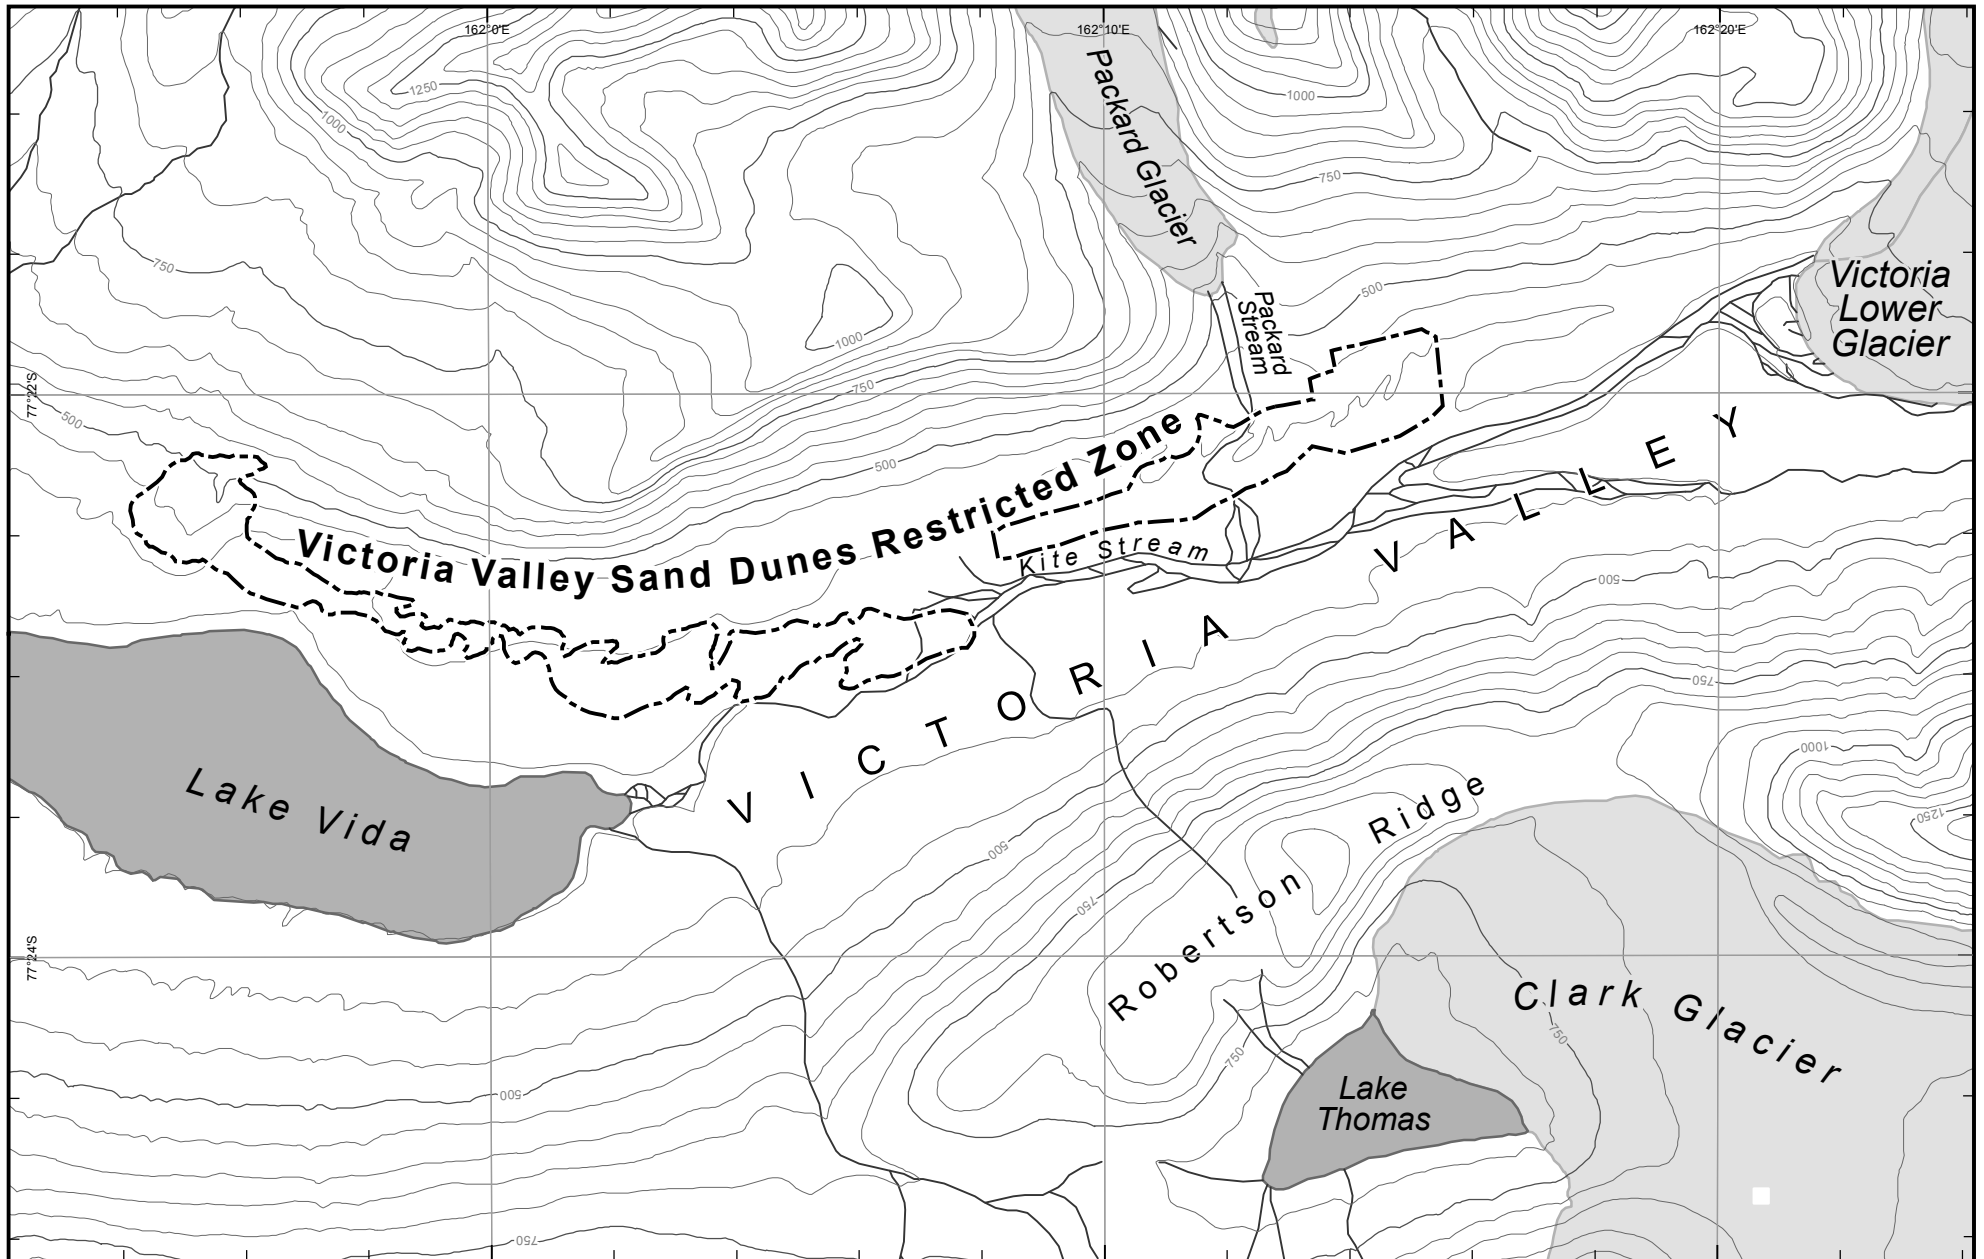 162°0'E
162°10'E
162°20'E
1250
1000
1000
750
Packard Glacier
750
Victoria
Lower
Glacier
500
Packard
Stream
1000
750
77°22'S
500
500
Victoria Valley Sand Dunes Restricted Zone
Kite Stream
VICTORIA VALLEY
500
750
1000
1250
Lake Vida
500
750
Robertson Ridge
77°24'S
Clark Glacier
750
750
Lake
Thomas
500
750